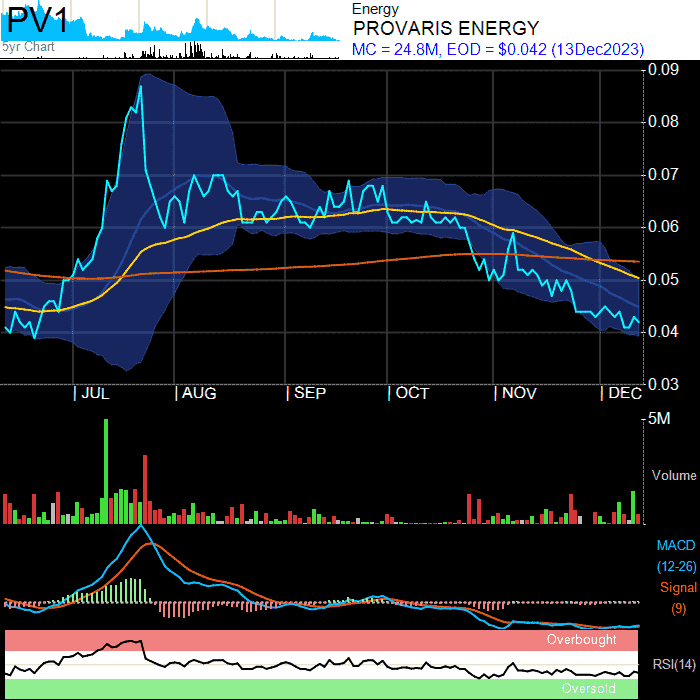 PV1
5yr Chart
Energy
PROVARIS ENERGY
MC = 24.8M, EOD = $0.042 (13Dec2023)
0.09
0.08
0.07
0.06
0.05
0.04
0.03
| JUL | AUG | SEP | OCT | NOV | DEC
5M
Volume
MACD
(12-26)
Signal
(9)
Overbought
RSI(14)
Oversold